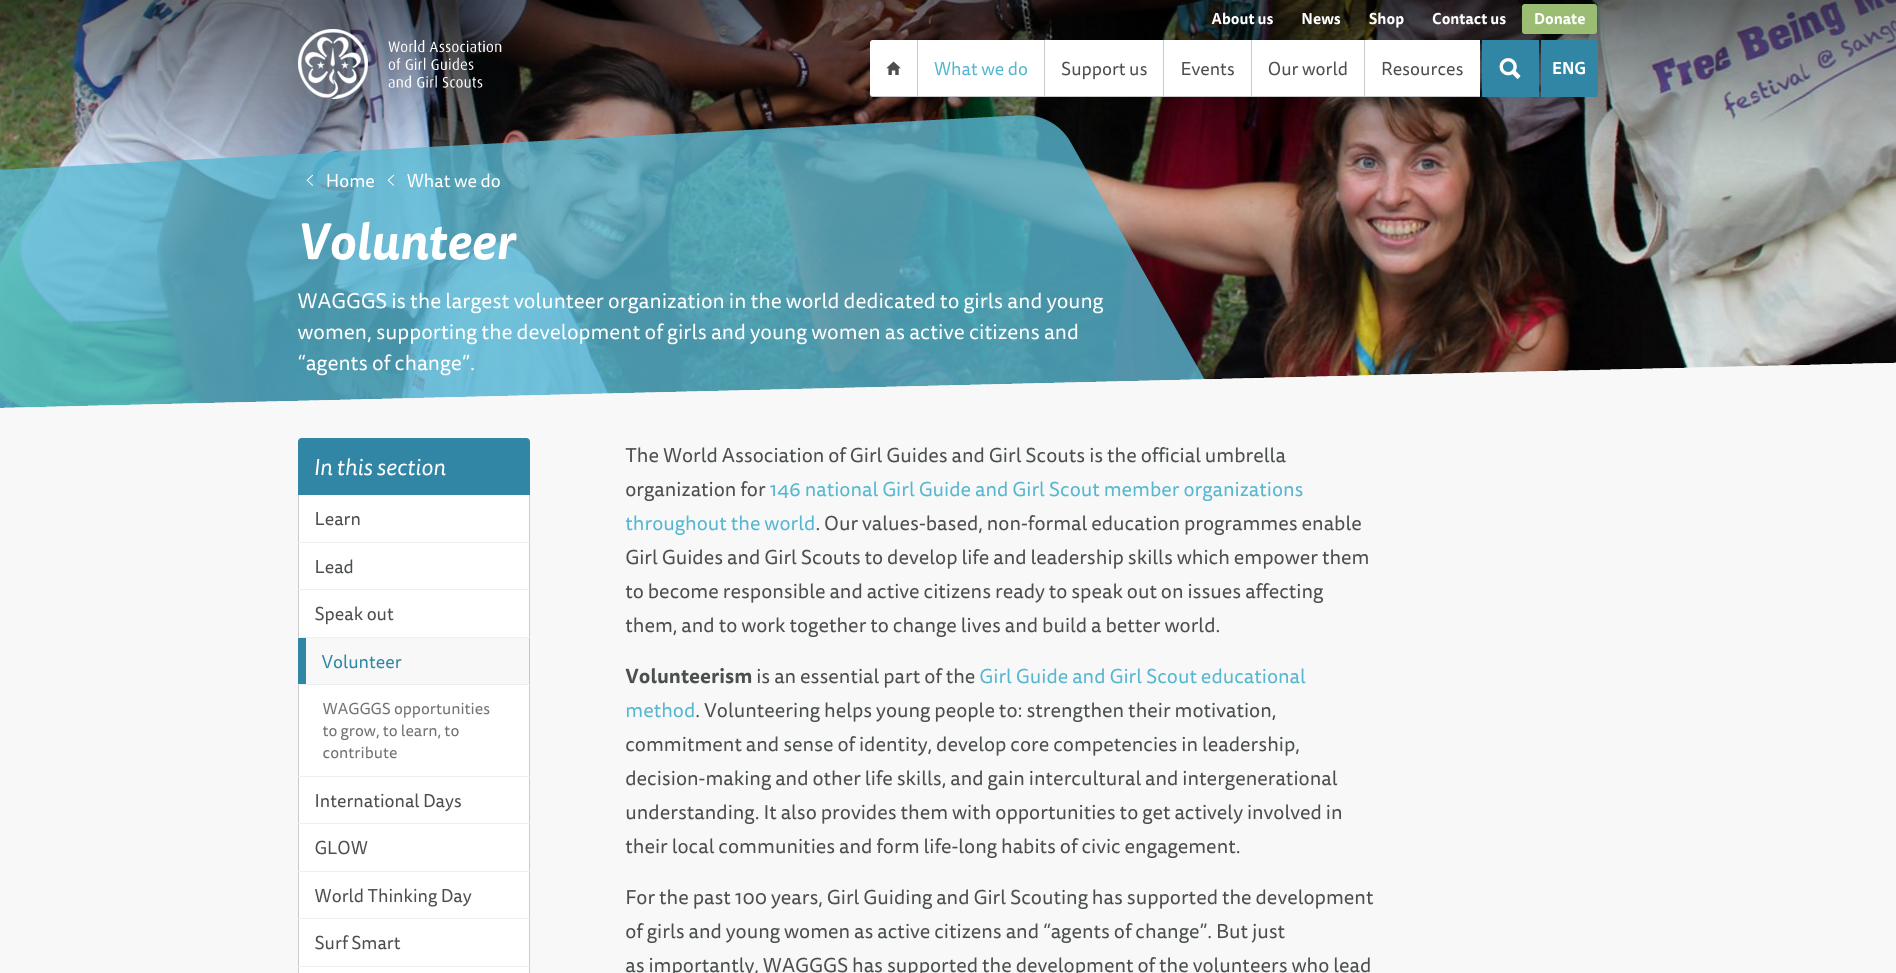 About us
News
Shop
Contact us
Donate
World Association
of Girl Guides
and Girl Scouts
What we do
Support us
Events
Our world
Resources
ENG
Free Being Me
festival @ Sanga
Home
What we do
Volunteer
WAGGGS is the largest volunteer organization in the world dedicated to girls and young
women, supporting the development of girls and young women as active citizens and
“agents of change”.
In this section
Learn
Lead
Speak out
Volunteer
WAGGGS opportunities
to grow, to learn, to
contribute
International Days
GLOW
World Thinking Day
Surf Smart
The World Association of Girl Guides and Girl Scouts is the official umbrella
organization for 146 national Girl Guide and Girl Scout member organizations
throughout the world. Our values-based, non-formal education programmes enable
Girl Guides and Girl Scouts to develop life and leadership skills which empower them
to become responsible and active citizens ready to speak out on issues affecting
them, and to work together to change lives and build a better world.
Volunteerism is an essential part of the Girl Guide and Girl Scout educational
method. Volunteering helps young people to: strengthen their motivation,
commitment and sense of identity, develop core competencies in leadership,
decision-making and other life skills, and gain intercultural and intergenerational
understanding. It also provides them with opportunities to get actively involved in
their local communities and form life-long habits of civic engagement.
For the past 100 years, Girl Guiding and Girl Scouting has supported the development
of girls and young women as active citizens and “agents of change”. But just
as importantly, WAGGGS has supported the development of the volunteers who lead